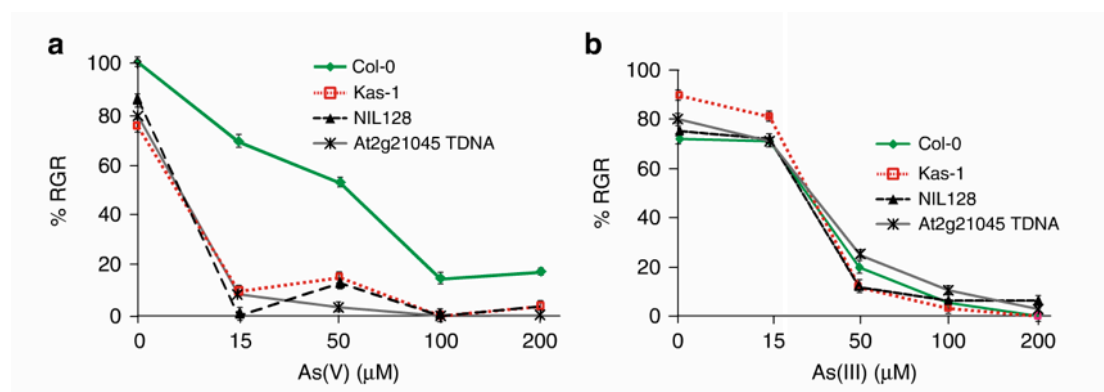 a
100
80
60
40
20
0
% RGR
0 15 50 100 200
As(V) (μM)
Col-0
Kas-1
NIL128
At2g21045 TDNA
b
100
80
60
40
20
0
% RGR
0 15 50 100 200
As(III) (μM)
Col-0
Kas-1
NIL128
At2g21045 TDNA